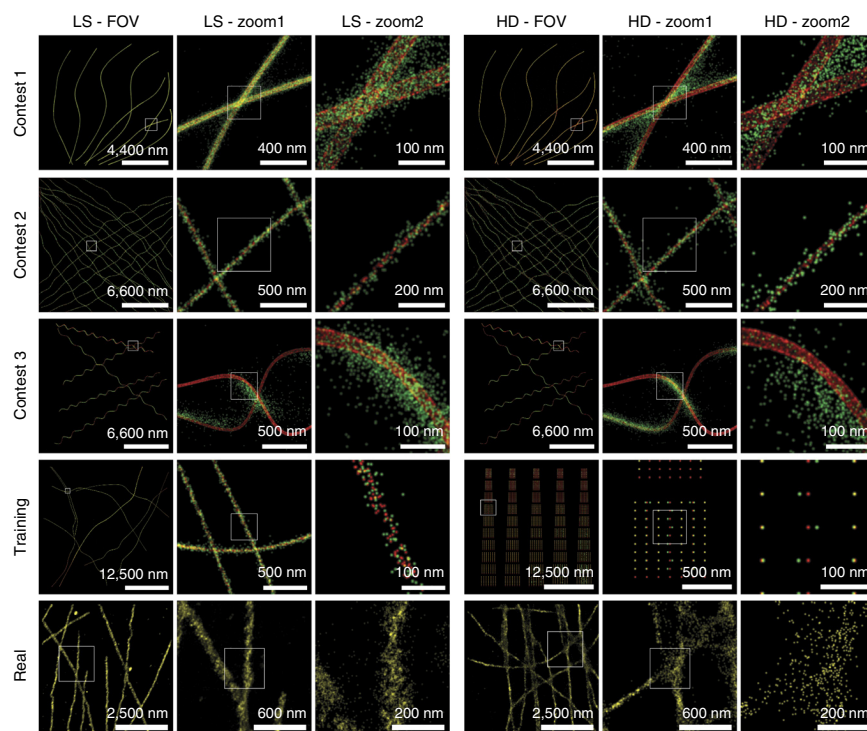 LS - FOV LS - zoom1 LS - zoom2 HD - FOV HD - zoom1 HD - zoom2
Contest 1
4,400 nm 400 nm 100 nm 4,400 nm 400 nm 100 nm
Contest 2
6,600 nm 500 nm 200 nm 6,600 nm 500 nm 200 nm
Contest 3
6,600 nm 500 nm 100 nm 6,600 nm 500 nm 100 nm
Training
12,500 nm 500 nm 100 nm 12,500 nm 500 nm 100 nm
Real
2,500 nm 600 nm 200 nm 2,500 nm 600 nm 200 nm